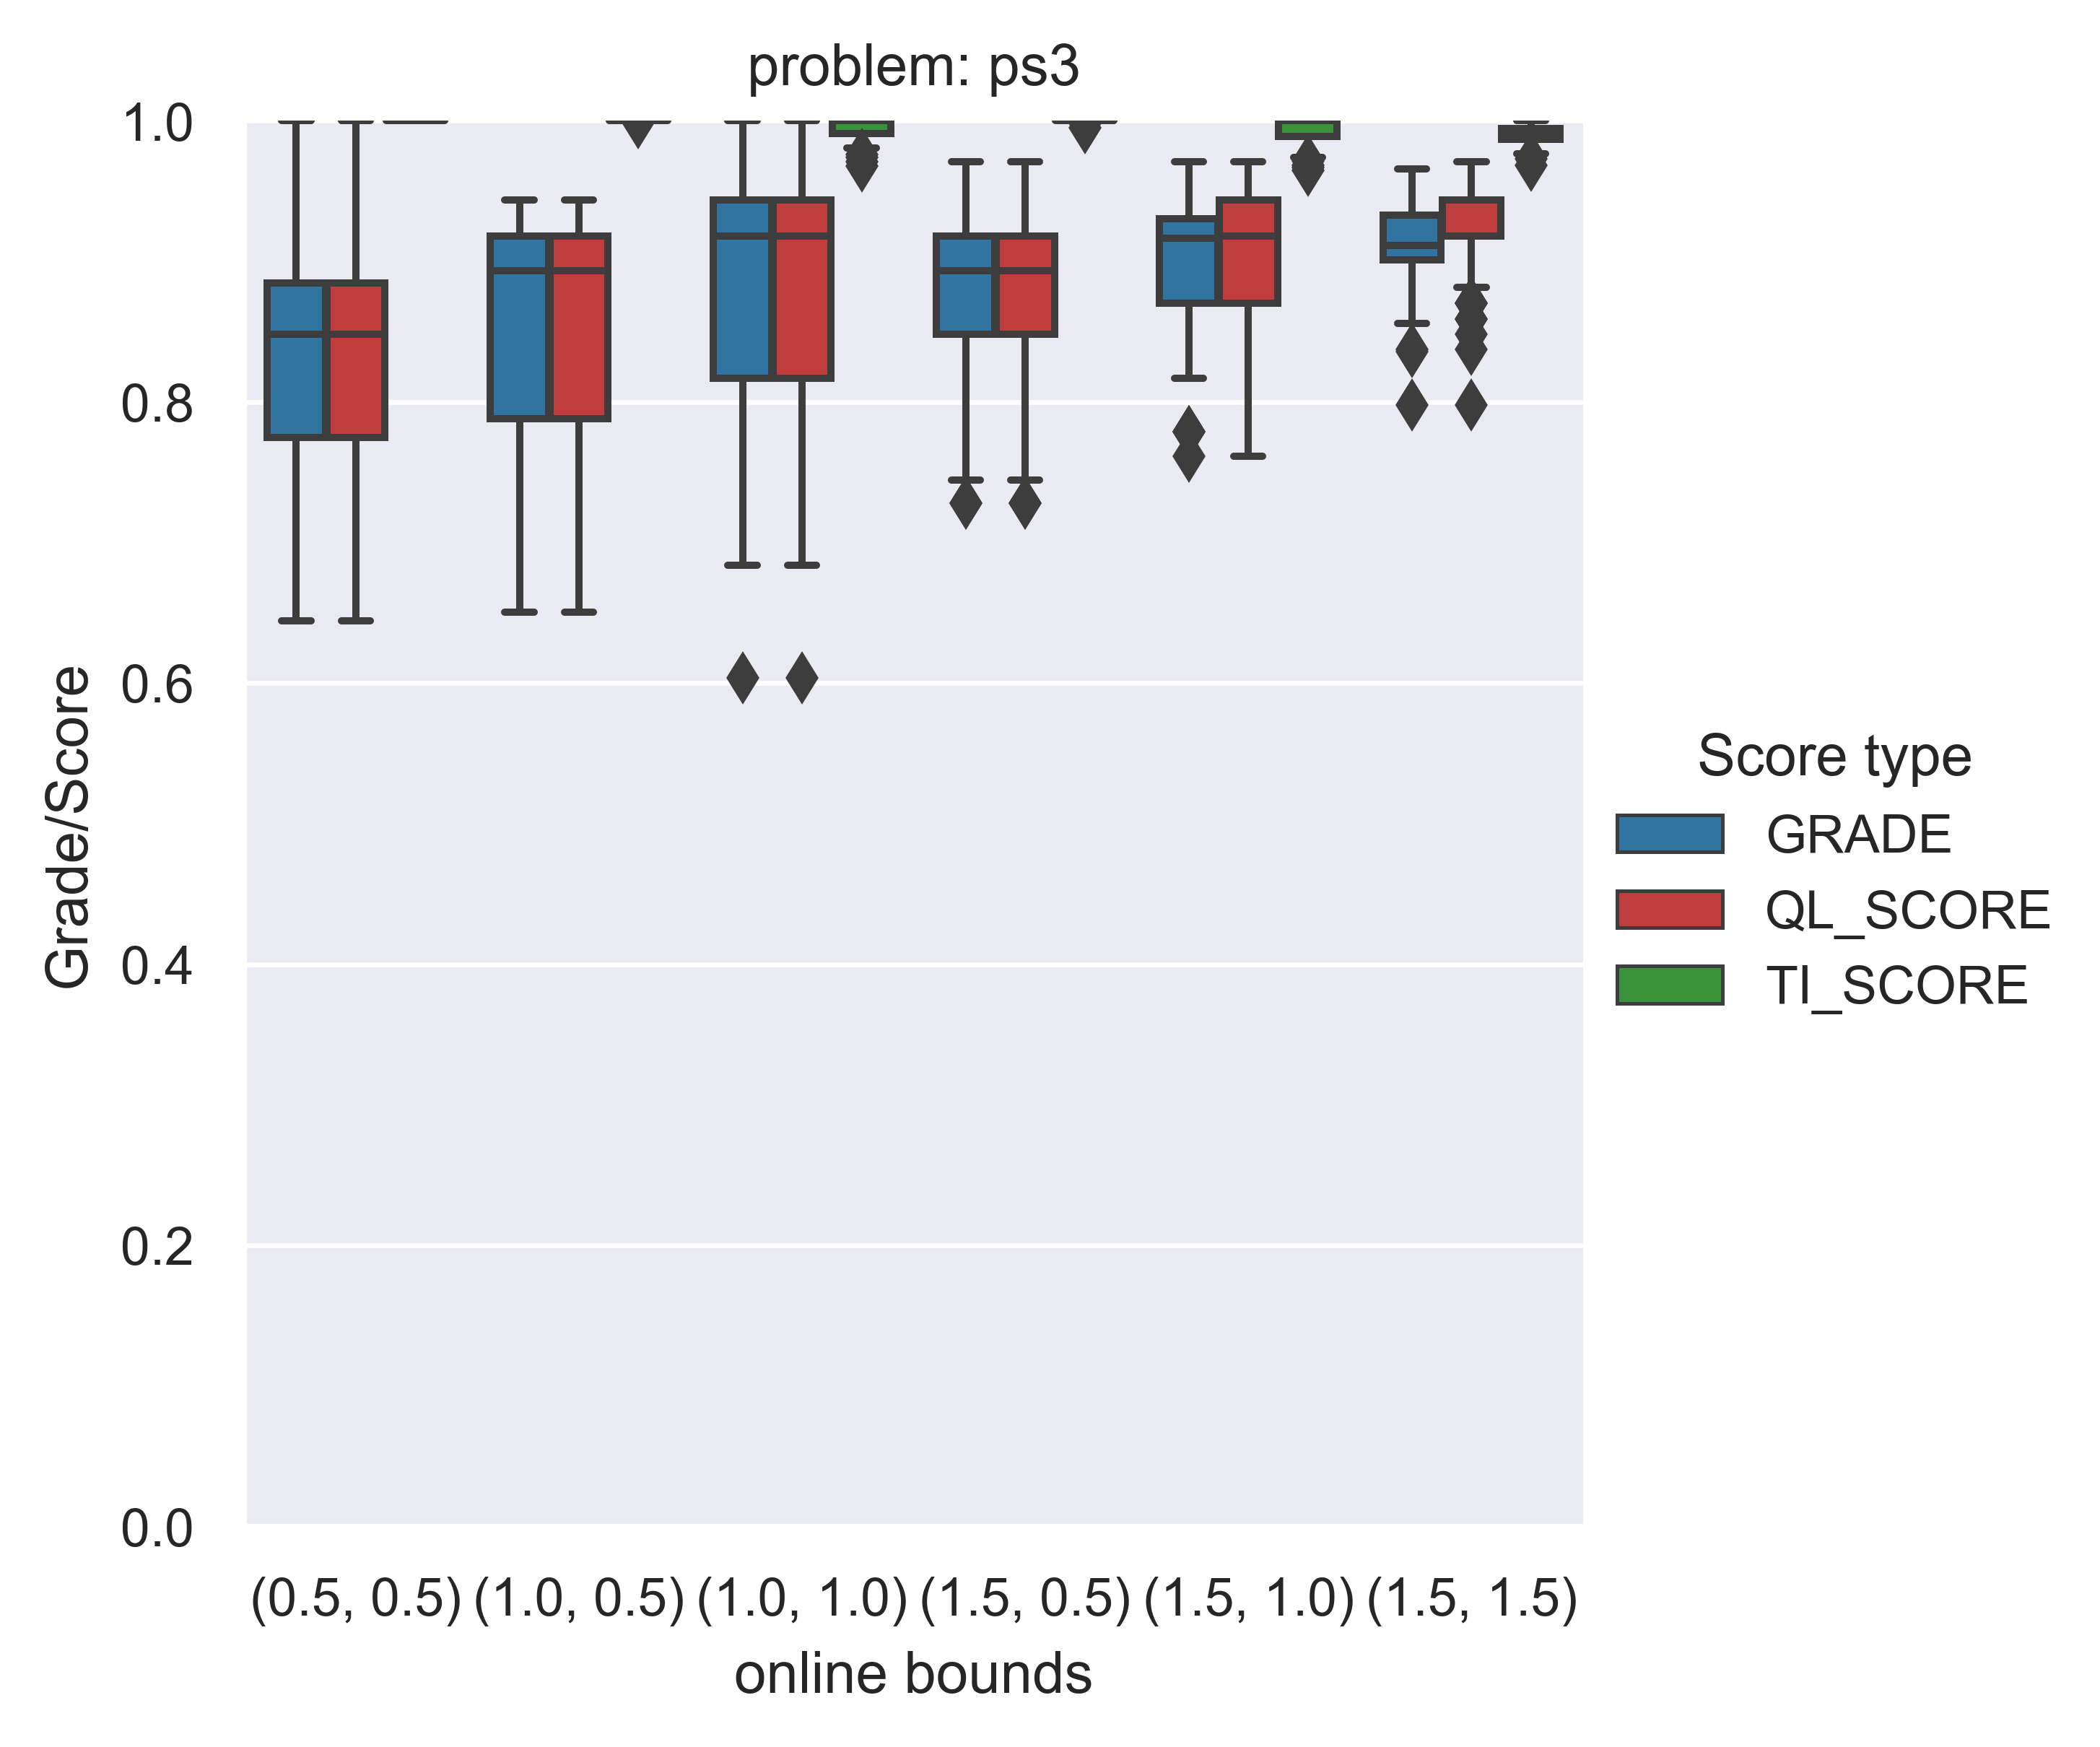 problem: ps3
1.0
0.8
0.6
0.4
0.2
0.0
Grade/Score
(0.5, 0.5) (1.0, 0.5) (1.0, 1.0) (1.5, 0.5) (1.5, 1.0) (1.5, 1.5)
online bounds
Score type
GRADE
QL_SCORE
TI_SCORE